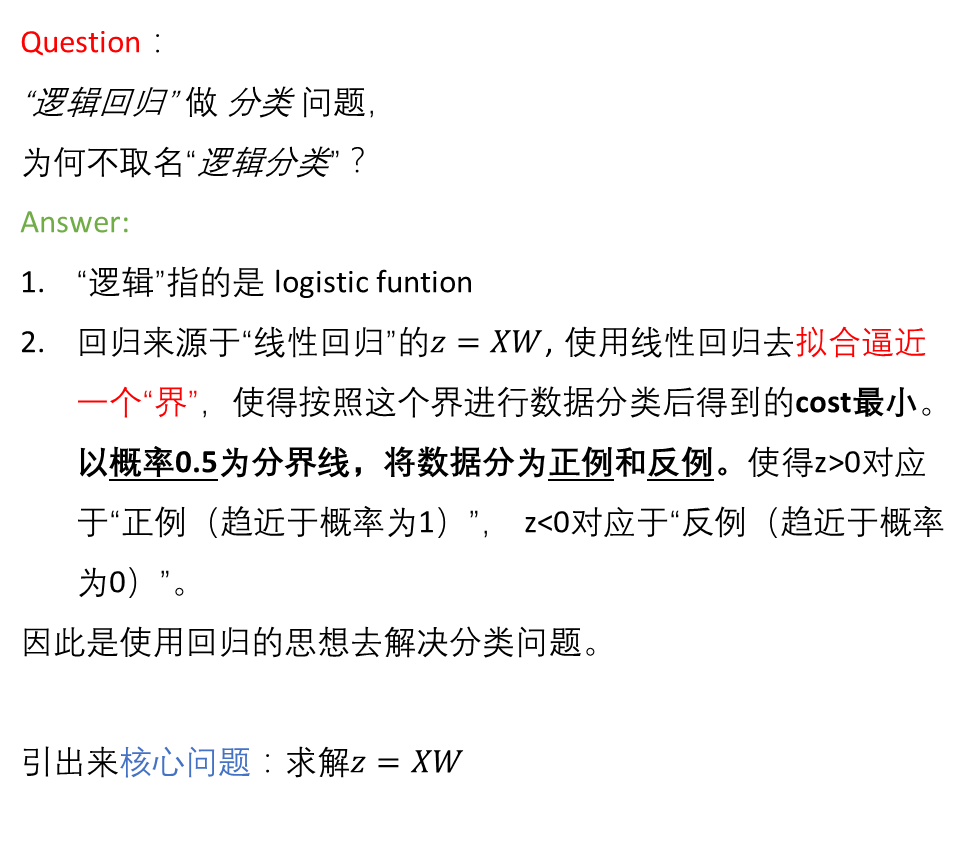 Question：
“逻辑回归”做 分类 问题,
为何不取名“逻辑分类”？
Answer:
1. “逻辑”指的是 logistic funtion
2. 回归来源于“线性回归”的z = XW, 使用线性回归去拟合逼近
一个“界”，使得按照这个界进行数据分类后得到的cost最小。
以概率0.5为分界线，将数据分为正例和反例。使得z>0对应
于“正例（趋近于概率为1）”， z<0对应于“反例（趋近于概率
为0）”。
因此是使用回归的思想去解决分类问题。
引出来核心问题：求解z = XW